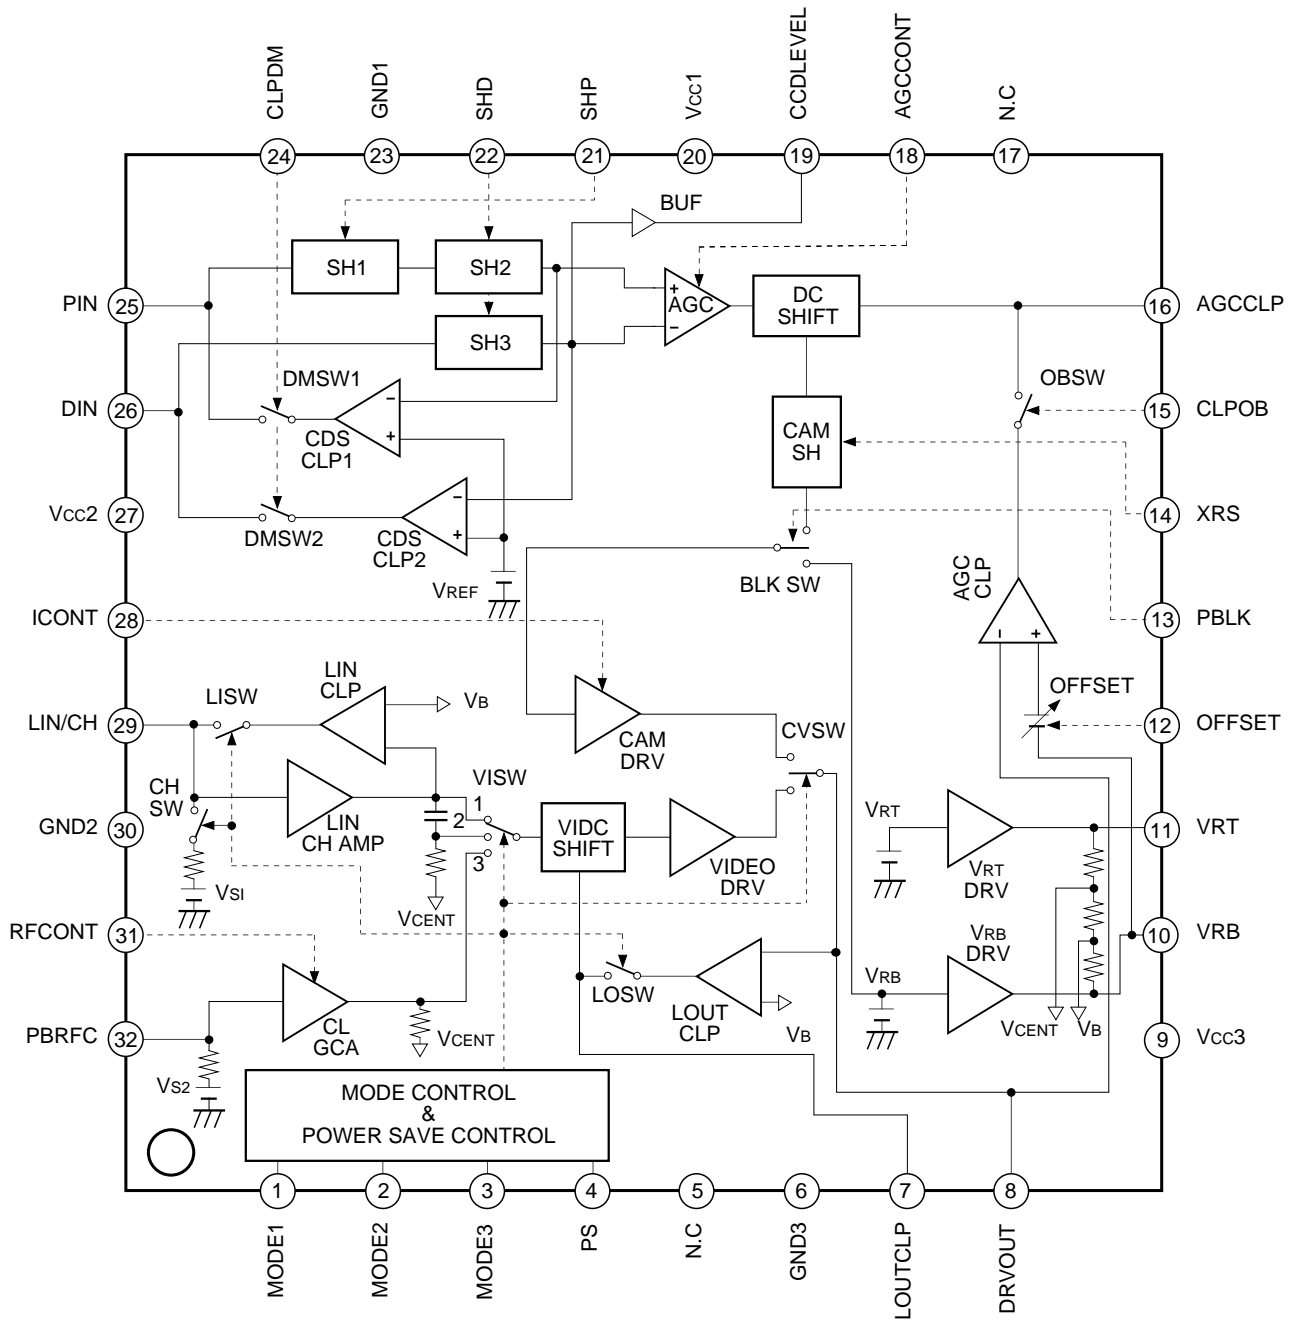 CLPDM
GND1
SHD
SHP
VCC1
CCDLEVEL
AGCCONT
N.C
24
23
22
21
20
19
18
17
BUF
SH1
SH2
SH3
+
AGC
−
DC
SHIFT
PIN
25
16
AGCCLP
DMSW1
OBSW
DIN
26
15
CLPOB
−
+
CDS
CLP1
CAM
SH
VCC2
27
14
XRS
DMSW2
−
+
CDS
CLP2
VREF
BLK SW
AGC
CLP
−
+
ICONT
28
13
PBLK
LIN
CLP
LISW
VB
OFFSET
LIN/CH
29
12
OFFSET
CAM
DRV
CVSW
CH
SW
VISW
1
2
3
LIN
CH AMP
VIDC
SHIFT
VIDEO
DRV
VRT
GND2
30
11
VRT
VRT
DRV
VSI
VCENT
RFCONT
31
10
VRB
VRB
DRV
VRB
LOSW
LOUT
CLP
VB
VCENT
VB
PBRFC
32
CL
GCA
VCENT
9
VCC3
VS2
MODE CONTROL
&
POWER SAVE CONTROL
1
2
3
4
5
6
7
8
MODE1
MODE2
MODE3
PS
N.C
GND3
LOUTCLP
DRVOUT